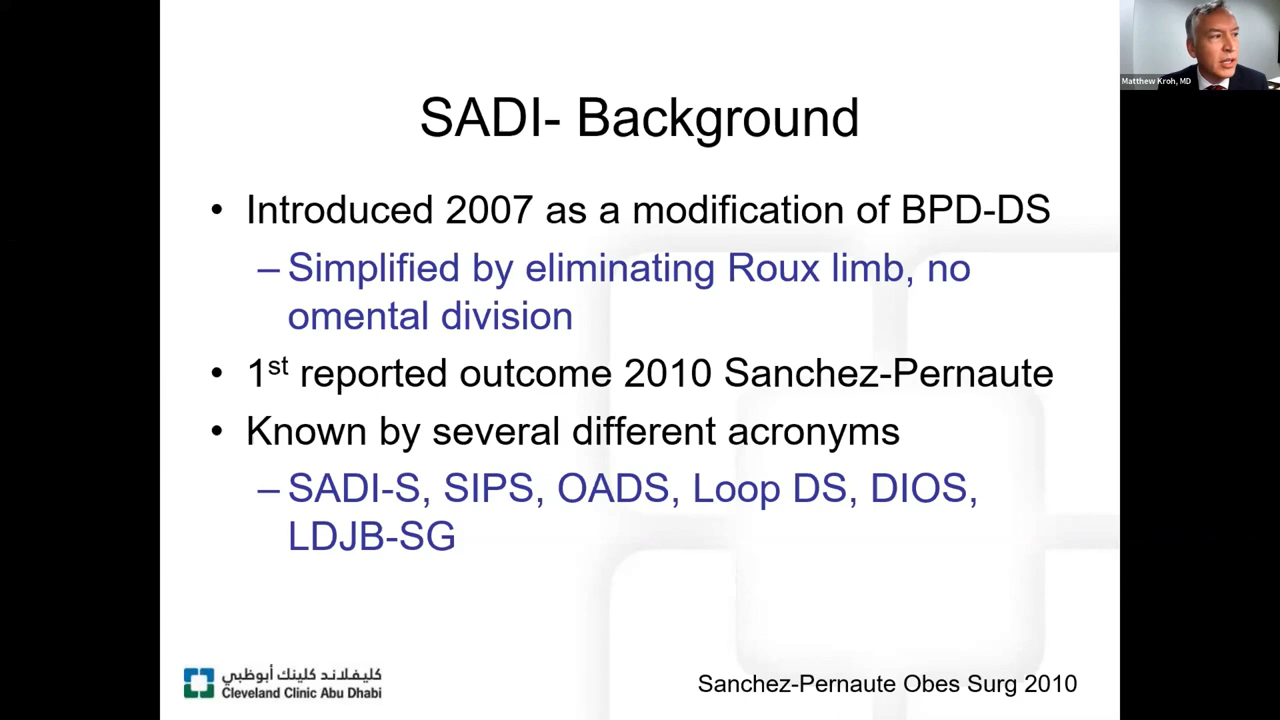 Matthew Kroh, MD
SADI- Background
• Introduced 2007 as a modification of BPD-DS
– Simplified by eliminating Roux limb, no
omental division
• 1st reported outcome 2010 Sanchez-Pernaute
• Known by several different acronyms
– SADI-S, SIPS, OADS, Loop DS, DIOS,
LDJB-SG
كليفلاند كلينك أبوظبي
Cleveland Clinic Abu Dhabi
Sanchez-Pernaute Obes Surg 2010